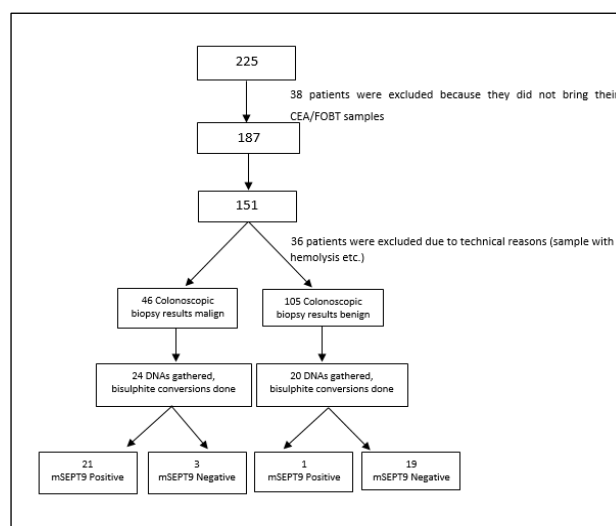 225
38 patients were excluded because they did not bring their
CEA/FOBT samples
187
151
36 patients were excluded due to technical reasons (sample with
hemolysis etc.)
46 Colonoscopic
biopsy results malign
105 Colonoscopic
biopsy results benign
24 DNAs gathered,
bisulphite conversions done
20 DNAs gathered,
bisulphite conversions done
21
mSEPT9 Positive
3
mSEPT9 Negative
1
mSEPT9 Positive
19
mSEPT9 Negative